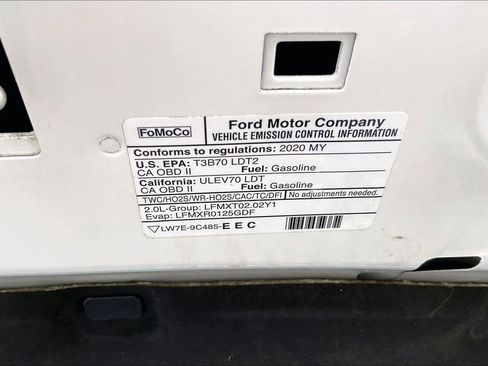 FoMoCo
Ford Motor Company
VEHICLE EMISSION CONTROL INFORMATION
Conforms to regulations: 2020 MY
U.S. EPA: T3B70 LDT2
CA OBD II Fuel: Gasoline
California: ULEV70 LDT
CA OBD II Fuel: Gasoline
TWC/HO2S/WR-HO2S/CAC/TC/DFI No adjustments needed.
2.0L-Group: LFMXT02.02Y1
Evap: LFMXR0125GDF
LW7E-9C485-EEC